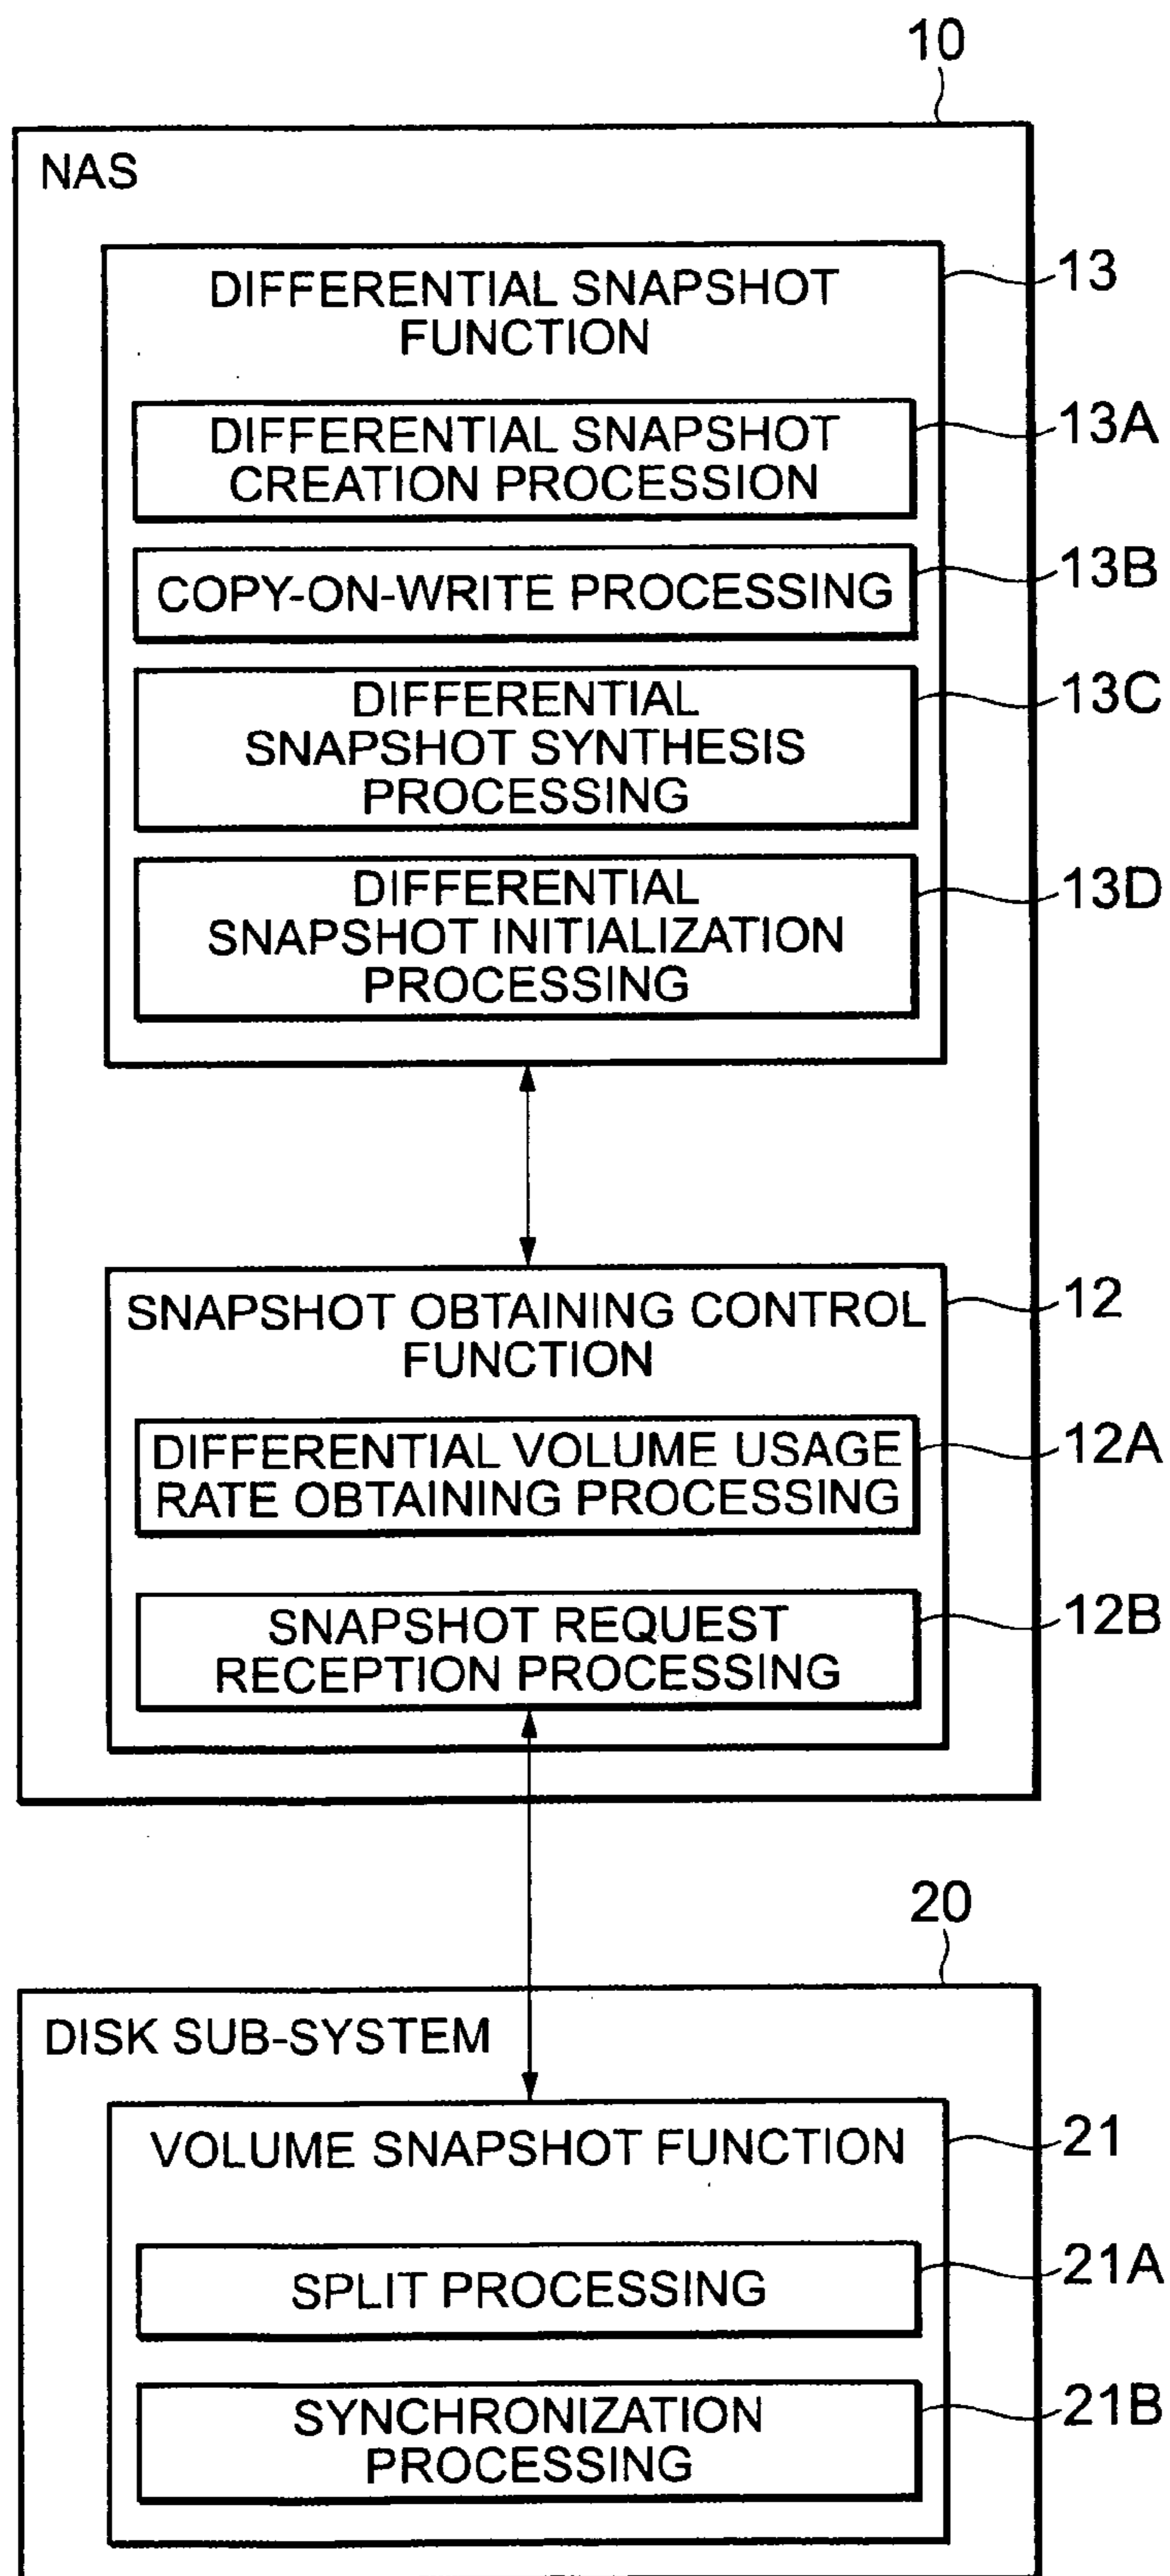 10
NAS
DIFFERENTIAL SNAPSHOT
FUNCTION
13
DIFFERENTIAL SNAPSHOT
CREATION PROCESSION
13A
COPY-ON-WRITE PROCESSING
13B
DIFFERENTIAL
SNAPSHOT SYNTHESIS
PROCESSING
13C
DIFFERENTIAL
SNAPSHOT INITIALIZATION
PROCESSING
13D
SNAPSHOT OBTAINING CONTROL
FUNCTION
12
DIFFERENTIAL VOLUME USAGE
RATE OBTAINING PROCESSING
12A
SNAPSHOT REQUEST
RECEPTION PROCESSING
12B
20
DISK SUB-SYSTEM
VOLUME SNAPSHOT FUNCTION
21
SPLIT PROCESSING
21A
SYNCHRONIZATION
PROCESSING
21B